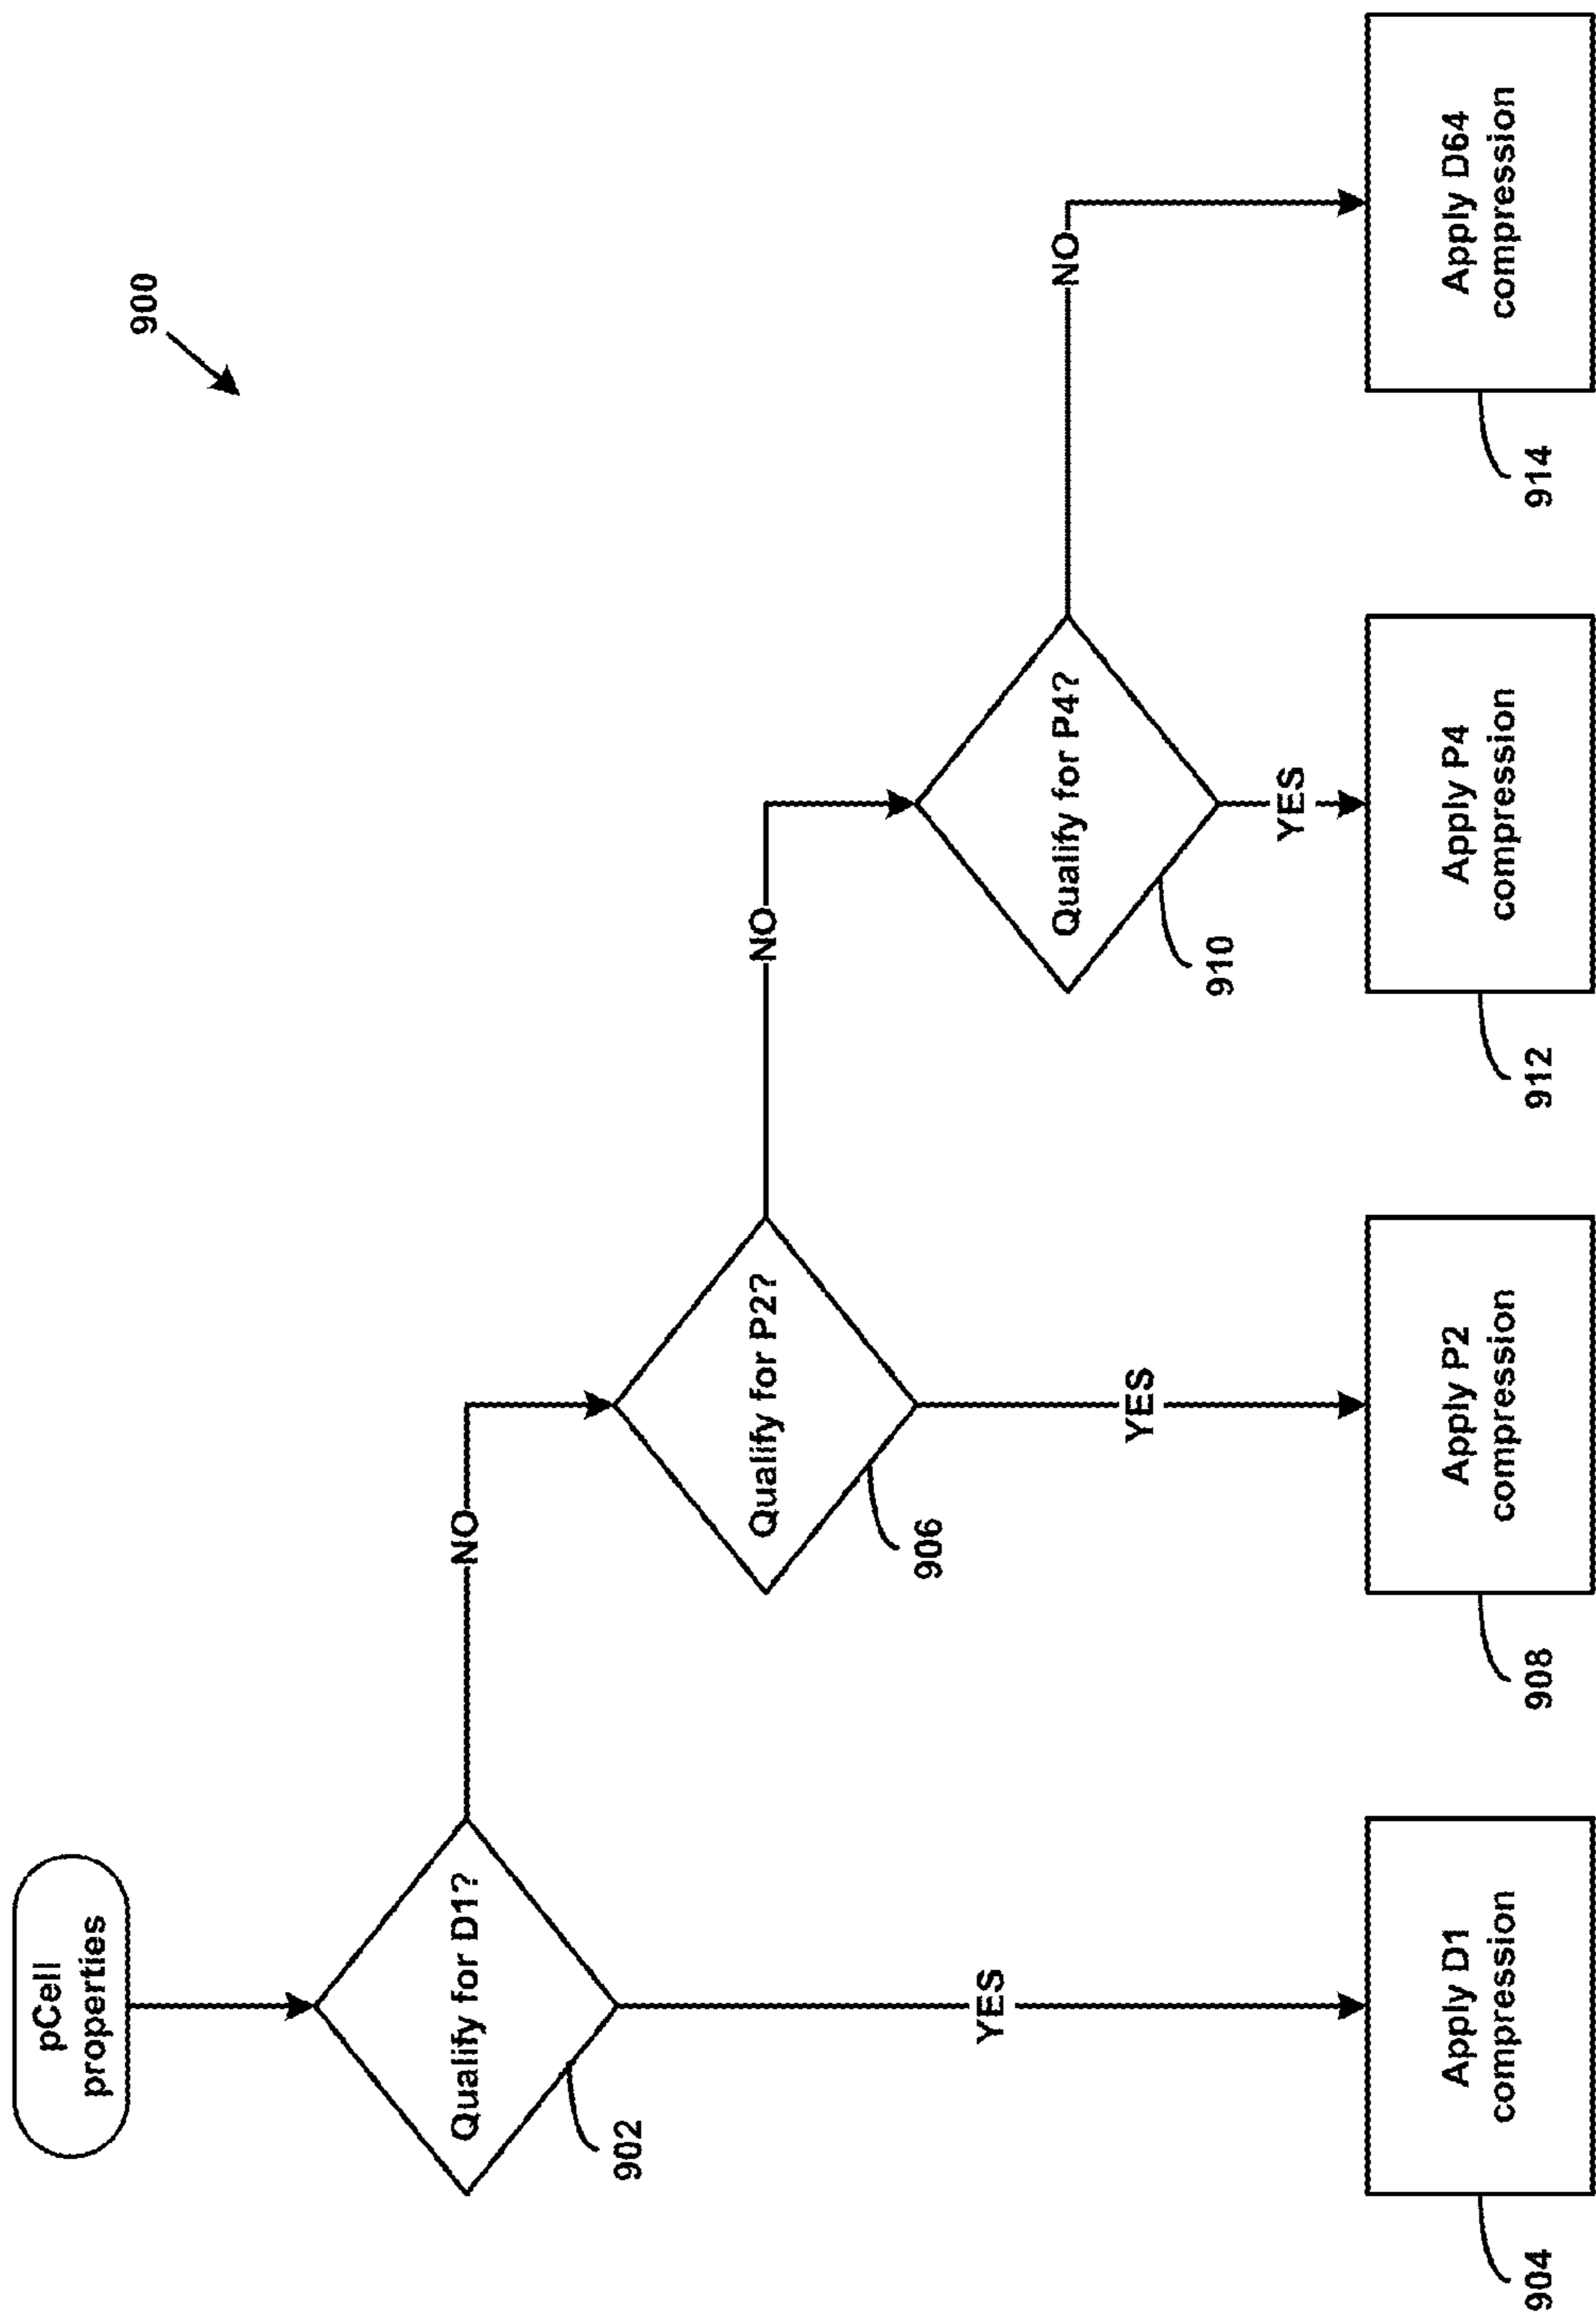 900
pCell
properties
Qualify for D1?
902
NO
YES
Qualify for P2?
906
NO
YES
Qualify for P4?
910
NO
YES
Apply D1
compression
904
Apply P2
compression
908
Apply P4
compression
912
Apply D64
compression
914